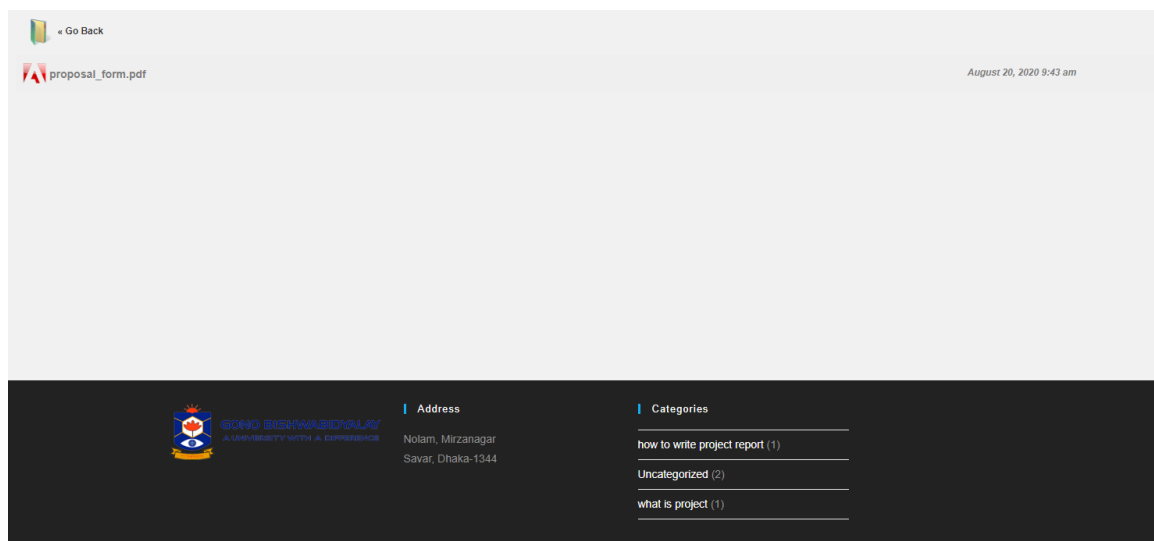 « Go Back
proposal_form.pdf
August 20, 2020 9:43 am
GONO BISHWABIDYALAY
A UNIVERSITY WITH A DIFFERENCE
Address
Nolam, Mirzanagar
Savar, Dhaka-1344
Categories
how to write project report (1)
Uncategorized (2)
what is project (1)